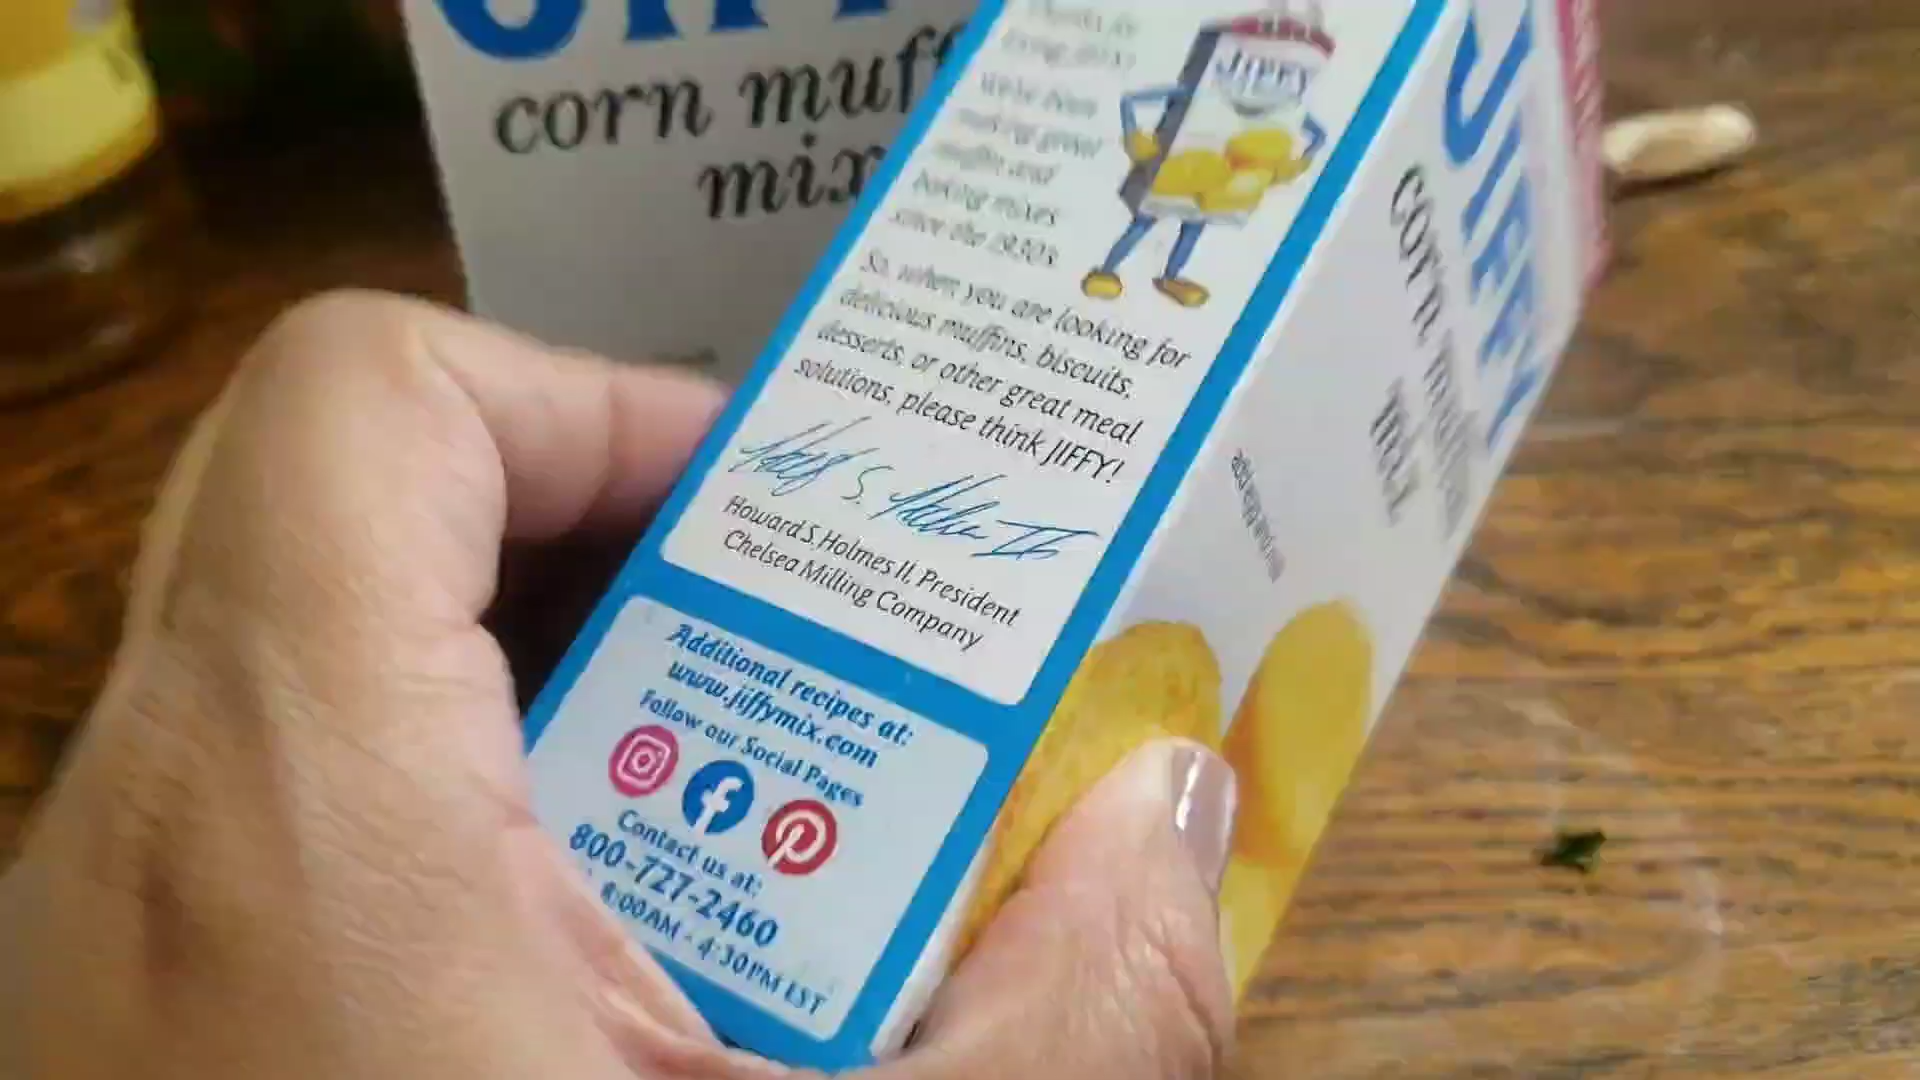 JIFFY
corn muff
mix
JIFFY
we've been
making great
muffin and
baking mixes
since the 1930's
So, when you are looking for
delicious muffins, biscuits,
desserts, or other great meal
solutions, please think JIFFY!
Howard S. Holmes II, President
Chelsea Milling Company
Additional recipes at:
www.jiffymix.com
Follow our Social Pages
Contact us at:
800-727-2460
8:00AM - 4:30PM EST
JIFFY
corn muffin
mix